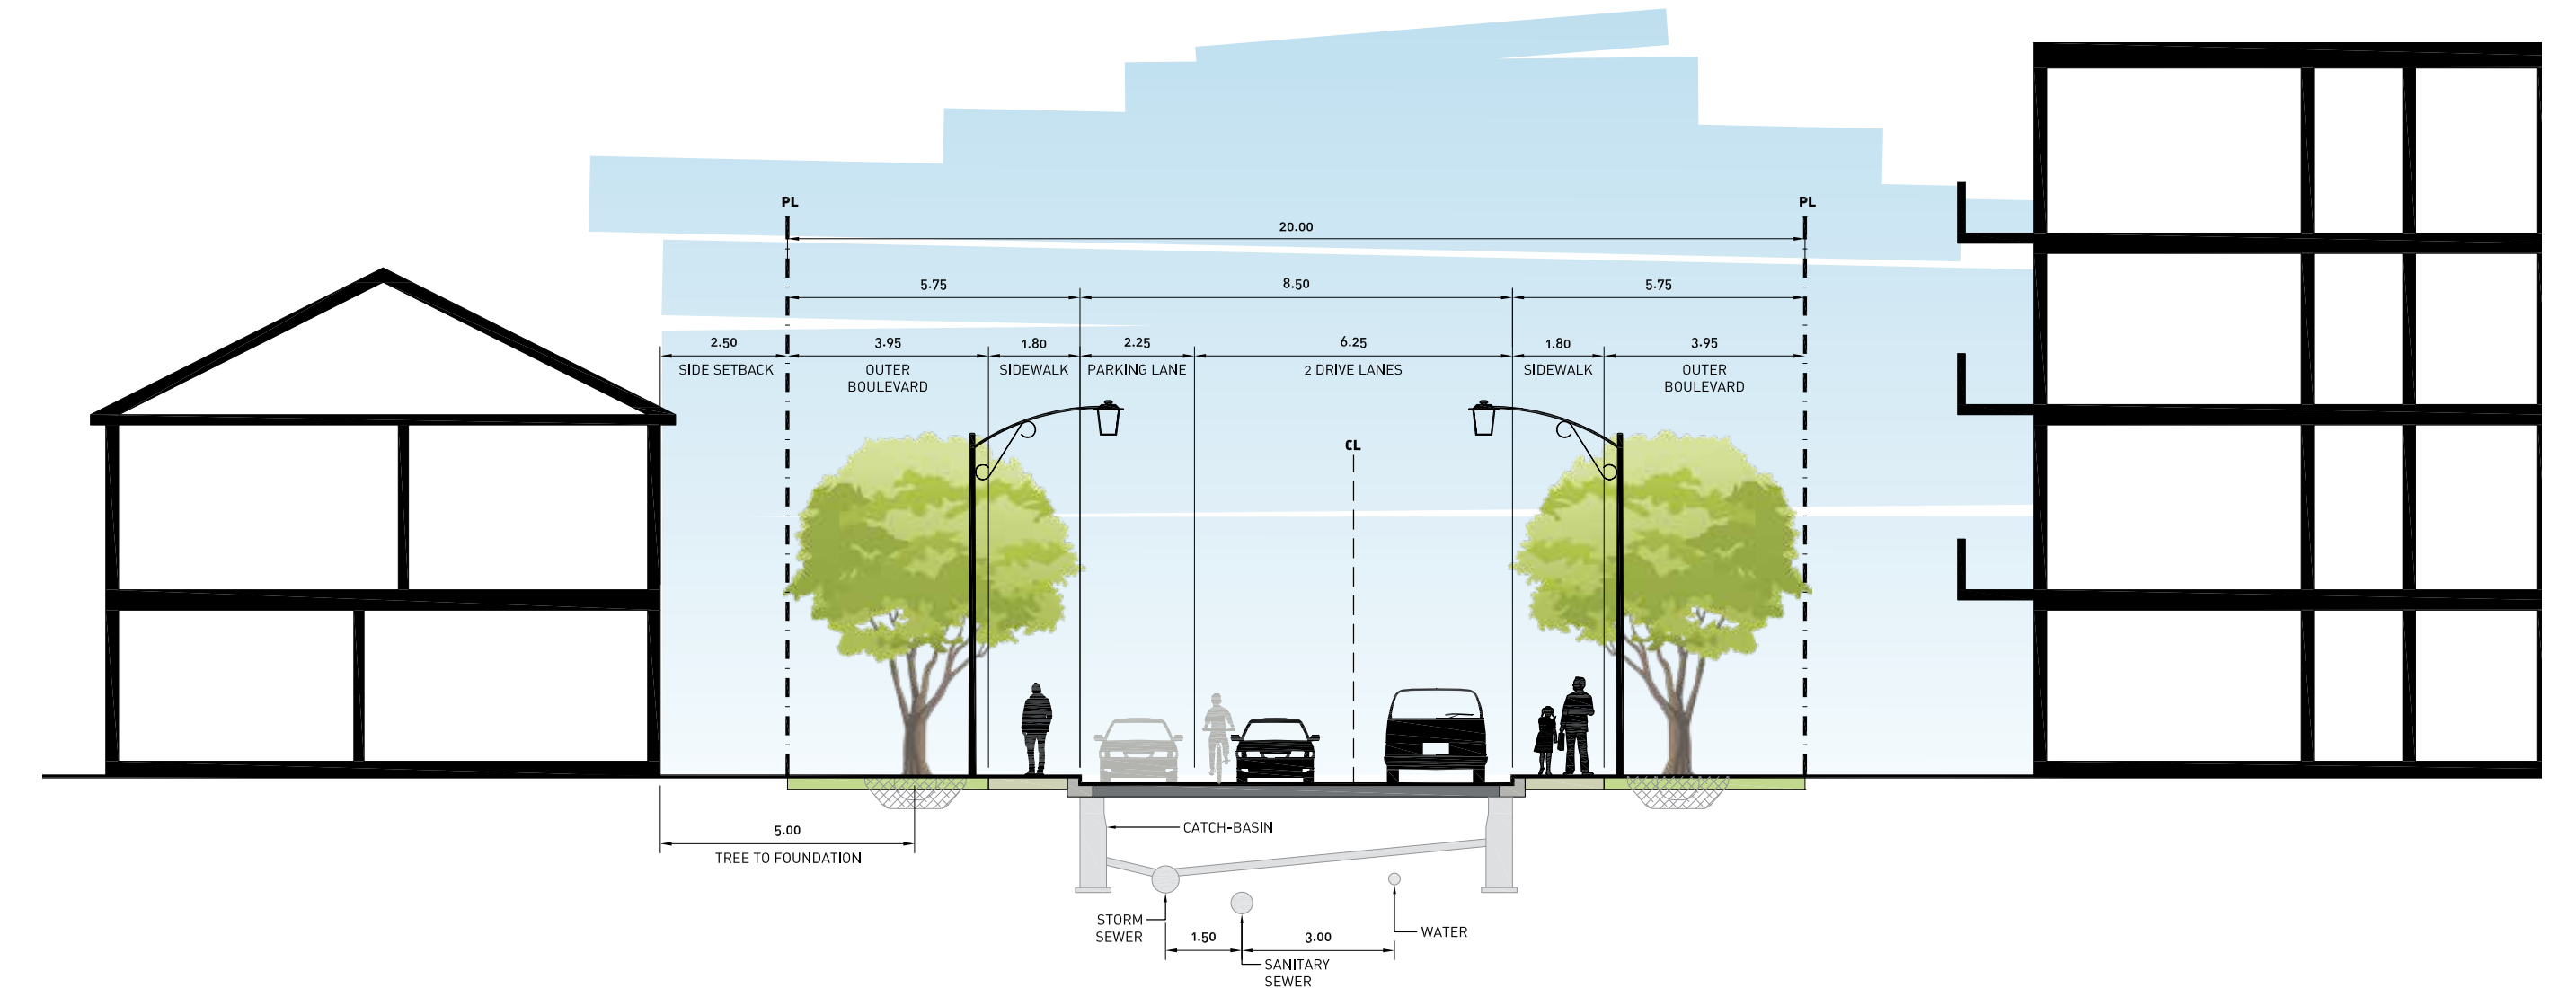 PL
PL
20.00
5.75
8.50
5.75
2.50
3.95
1.80
2.25
6.25
1.80
3.95
SIDE SETBACK
OUTER
BOULEVARD
SIDEWALK
PARKING LANE
2 DRIVE LANES
SIDEWALK
OUTER
BOULEVARD
CL
5.00
TREE TO FOUNDATION
CATCH-BASIN
STORM
SEWER
1.50
3.00
WATER
SANITARY
SEWER